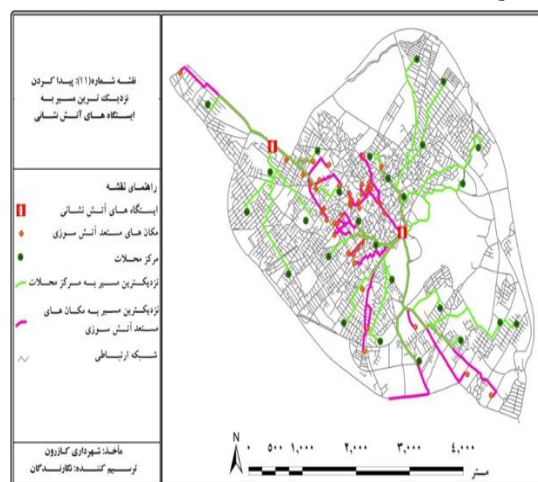 نقشه شماره(۱۱): پیدا کردن
نزدیک ترین مسیر به
ایستگاه های آتش نشانی
راهنمای نقشه
ایستگاه های آتش نشانی
مکان های مستعد آتش سوزی
مرکز محلات
نزدیکترین مسیر به مرکز محلات
نزدیکترین مسیر به مکان های
مستعد آتش سوزی
شبکه ارتباطی
مأخذ: شهرداری کازرون
ترسیم کننده: نگارندگان
N
۰ ۵۰۰ ۱,۰۰۰ ۲,۰۰۰ ۳,۰۰۰ ۴,۰۰۰
متر